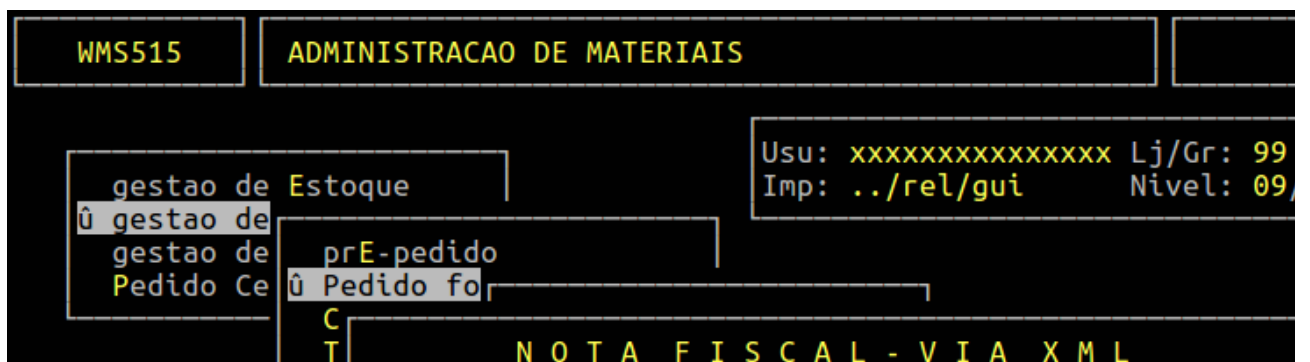 WMS515 ADMINISTRACAO DE MATERIAIS
Usu: xxxxxxxxxxxxxxx Lj/Gr: 99
gestao de Estoque Imp: ../rel/gui Nivel: 09/
û gestao de
gestao de prE-pedido
Pedido Ce û Pedido fo
C
T N O T A F I S C A L - V I A X M L